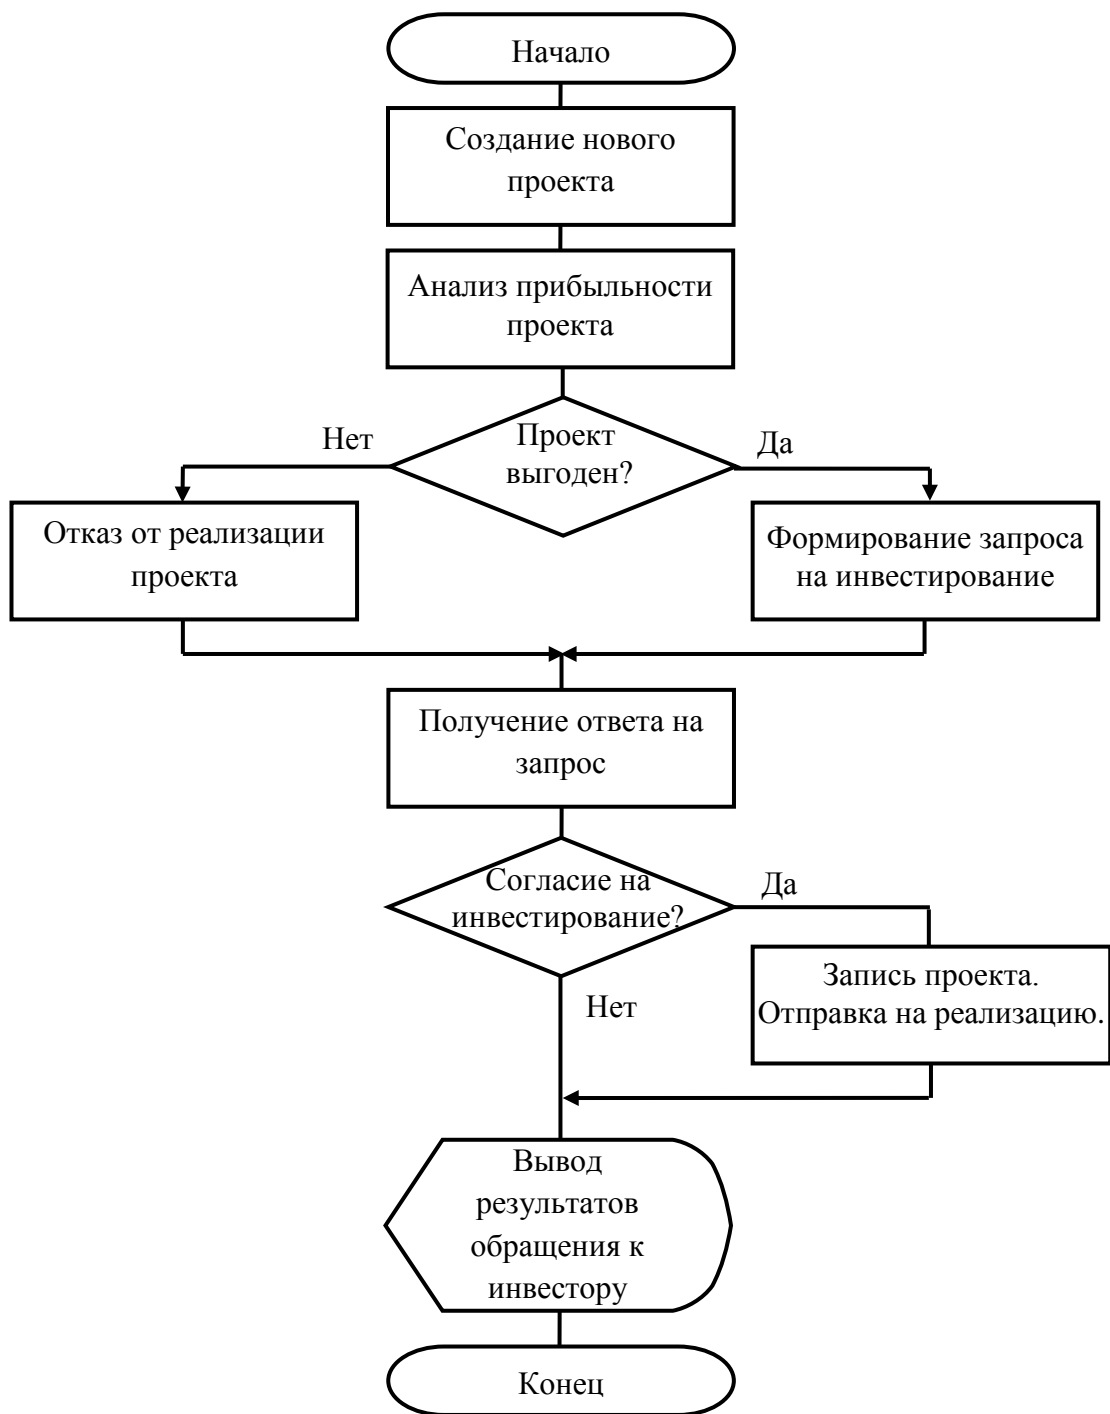 Начало
Создание нового
проекта
Анализ прибыльности
проекта
Нет
Проект
выгоден?
Да
Отказ от реализации
проекта
Формирование запроса
на инвестирование
Получение ответа на
запрос
Согласие на
инвестирование?
Да
Запись проекта.
Отправка на реализацию.
Нет
Вывод
результатов
обращения к
инвестору
Конец